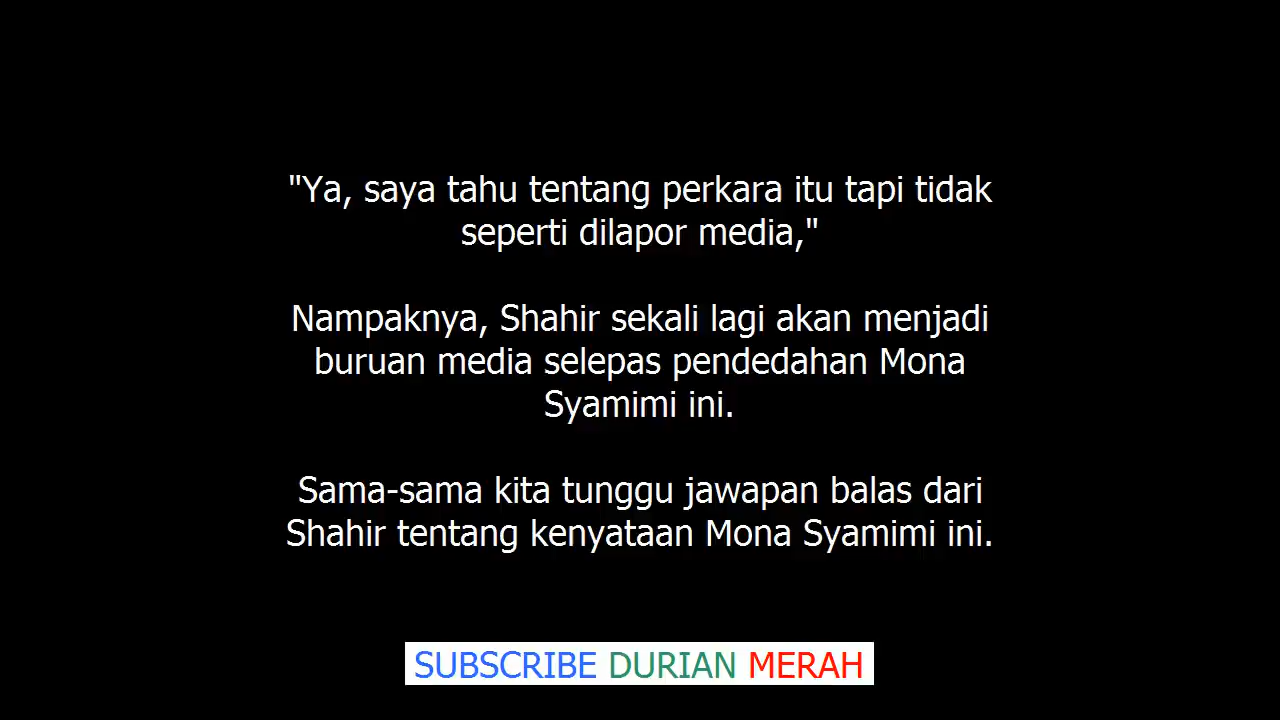 "Ya, saya tahu tentang perkara itu tapi tidak
seperti dilapor media,"
Nampaknya, Shahir sekali lagi akan menjadi
buruan media selepas pendedahan Mona
Syamimi ini.
Sama-sama kita tunggu jawapan balas dari
Shahir tentang kenyataan Mona Syamimi ini.
SUBSCRIBE DURIAN MERAH